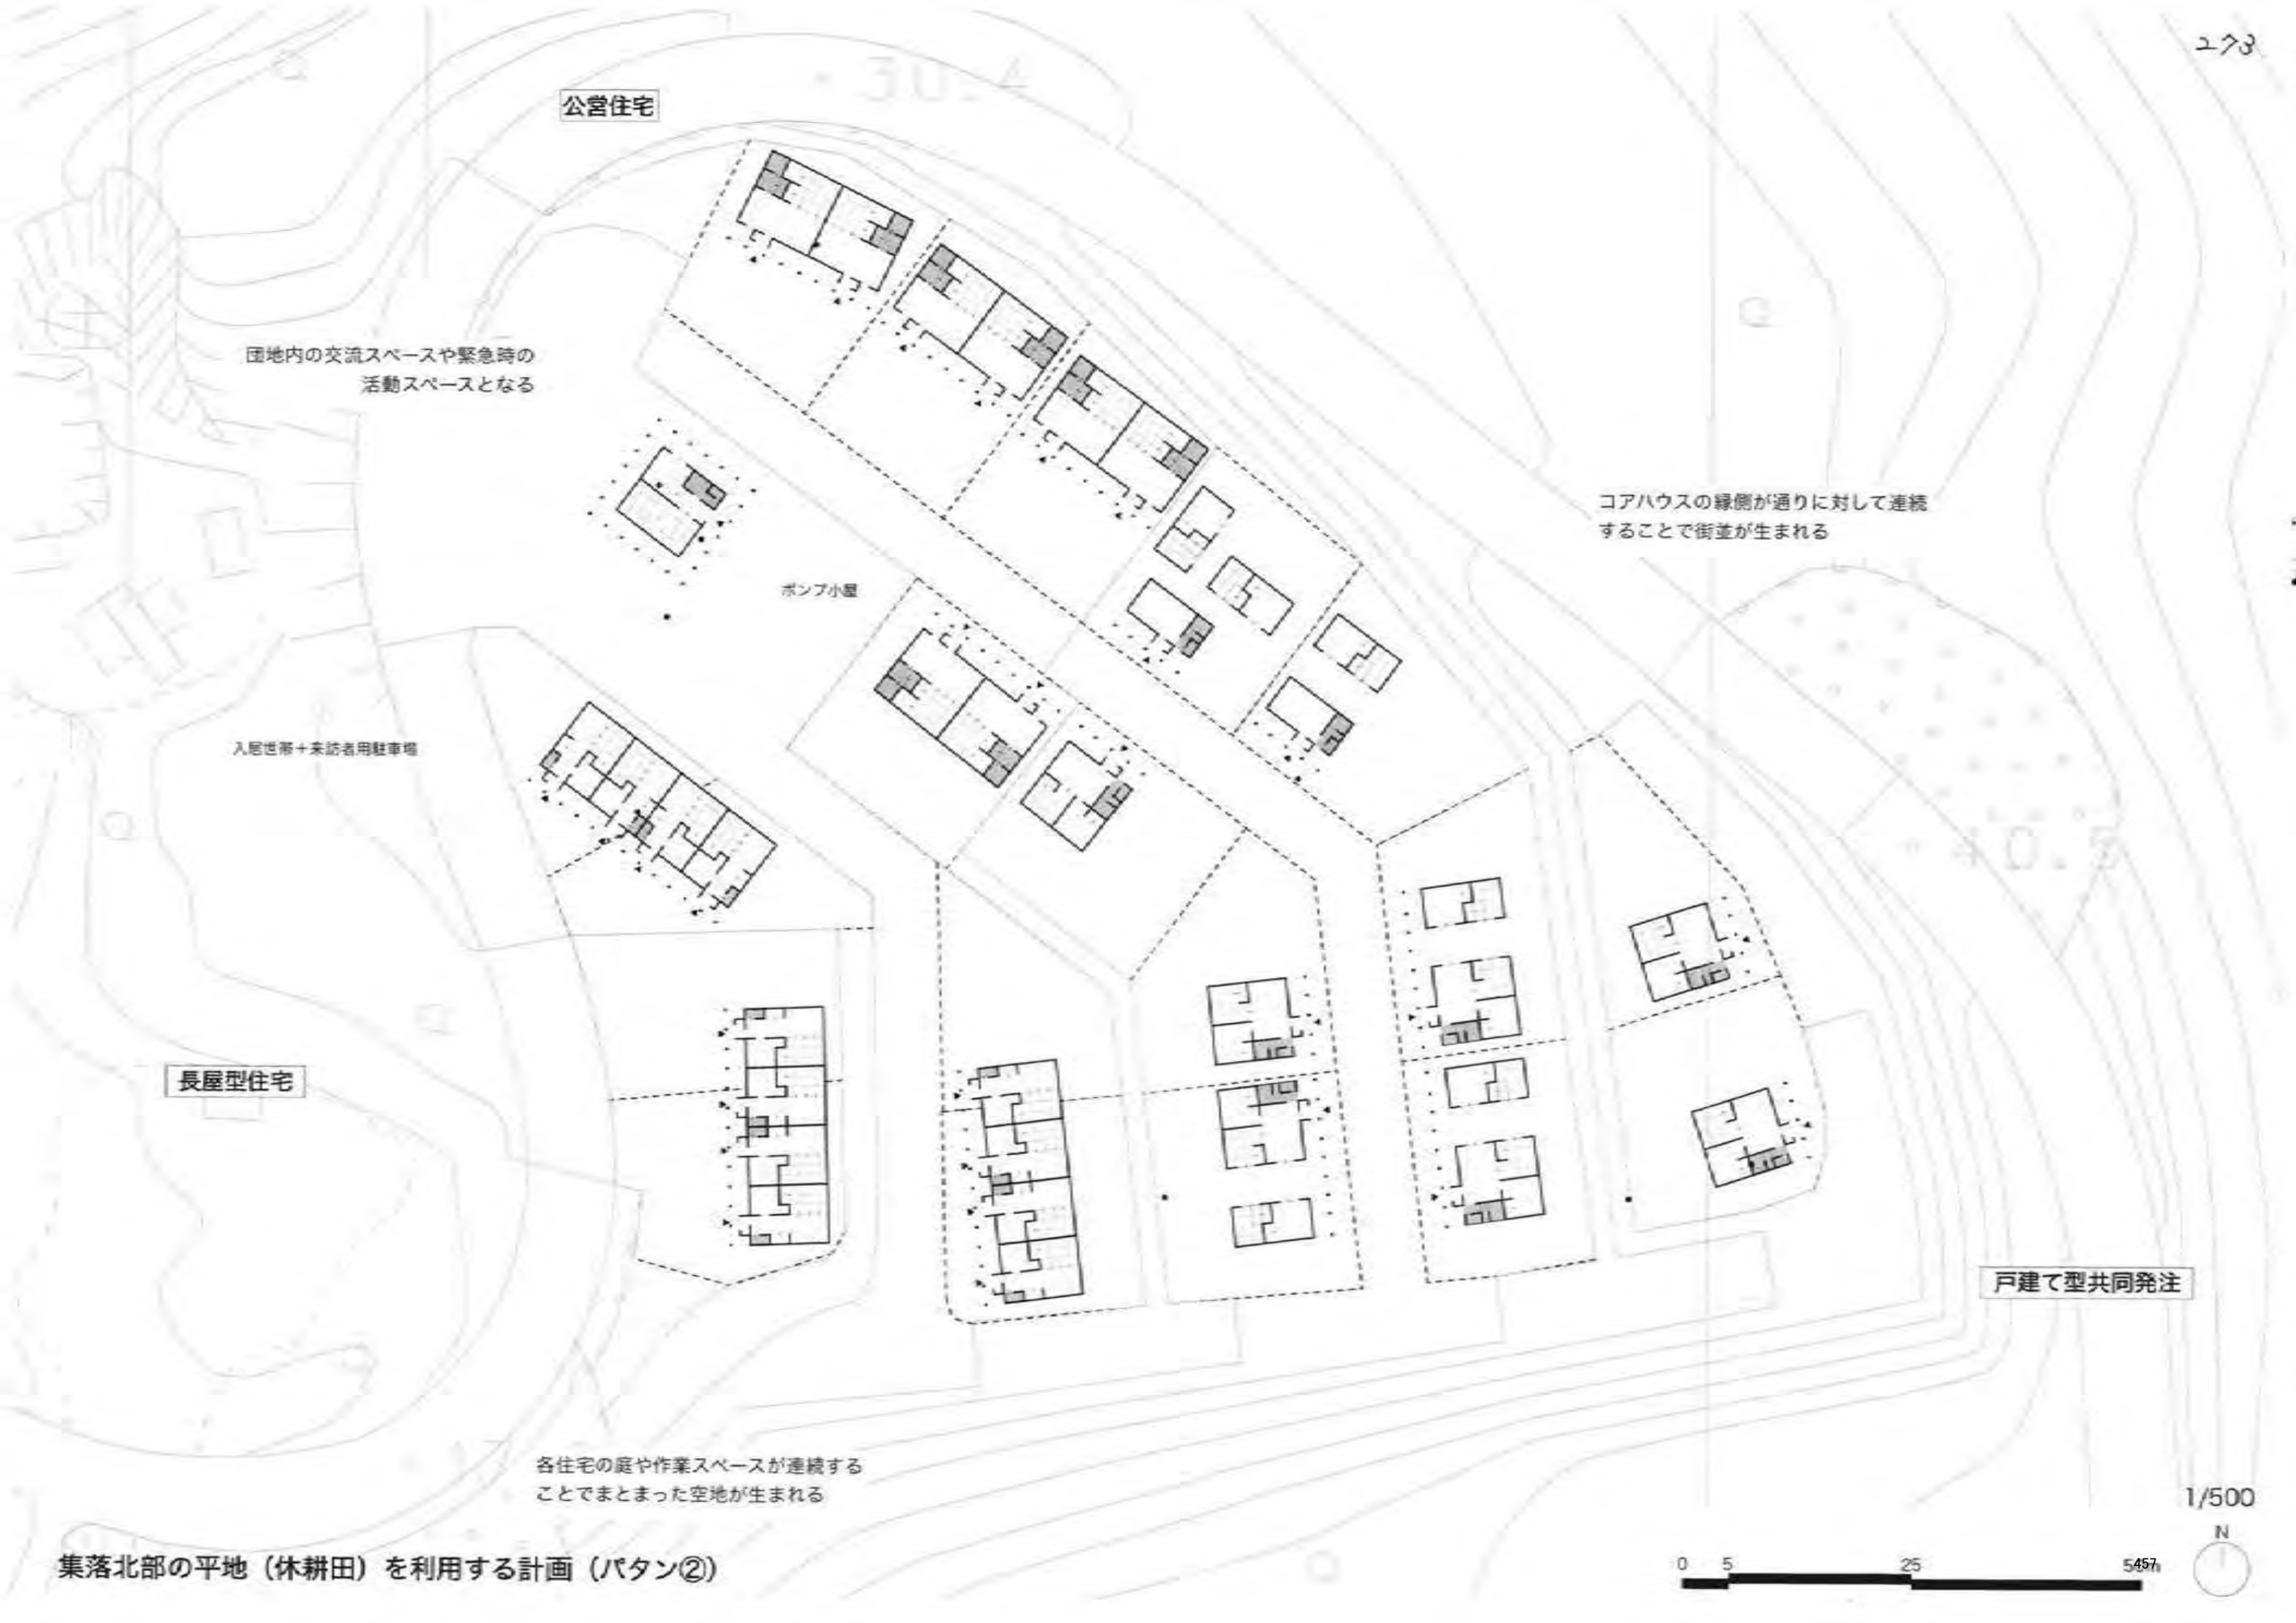 273
30.4
公営住宅
団地内の交流スペースや緊急時の
活動スペースとなる
コアハウスの縁側が通りに対して連続
することで街並が生まれる
ポンプ小屋
入居世帯+来訪者用駐車場
40.5
長屋型住宅
戸建て型共同発注
各住宅の庭や作業スペースが連続する
ことでまとまった空地が生まれる
1/500
N
集落北部の平地（休耕田）を利用する計画（パタン②）
0 5 25
457